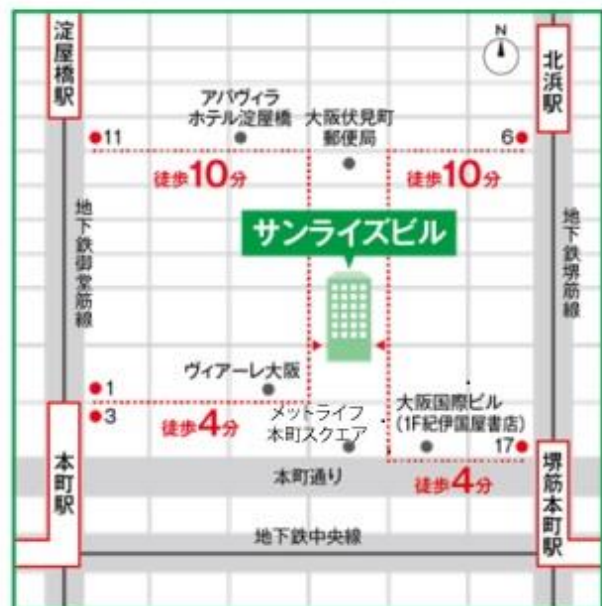 淀屋橋駅
N
北浜駅
アパヴィラ
ホテル淀屋橋
大阪伏見町
郵便局
11
6
徒歩10分
徒歩10分
サンライズビル
地下鉄御堂筋線
地下鉄堺筋線
ヴィアーレ大阪
1
3
徒歩4分
メットライフ
本町スクエア
大阪国際ビル
(1F紀伊国屋書店)
17
本町駅
本町通り
徒歩4分
堺筋本町駅
地下鉄中央線